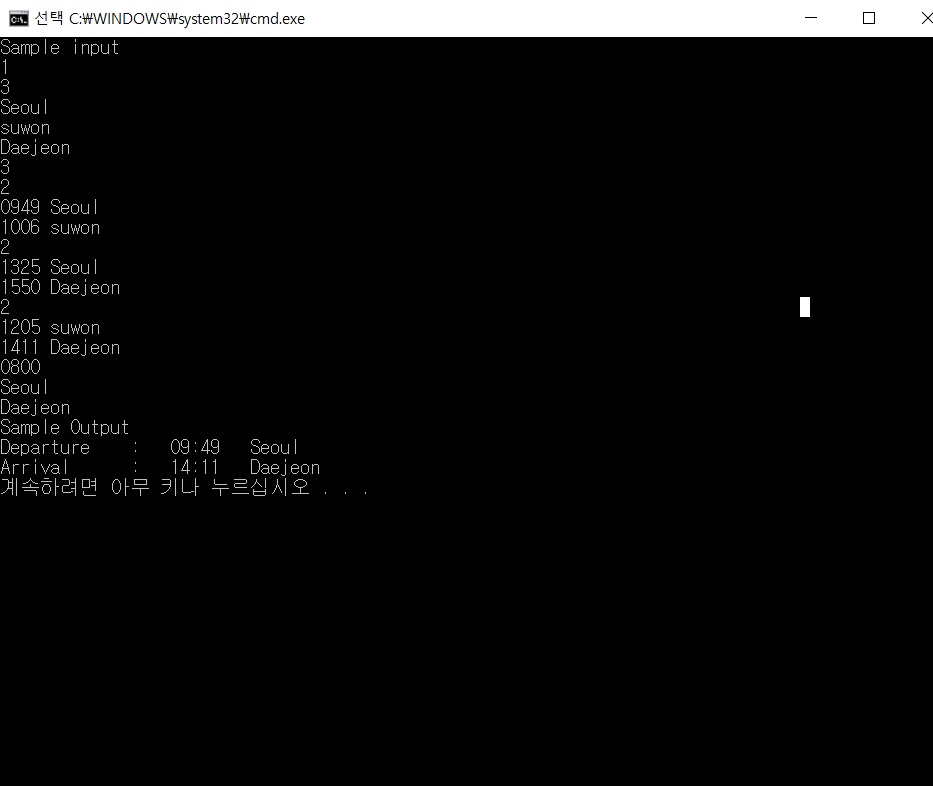 선택 C:₩WINDOWS₩system32₩cmd.exe
Sample input
1
3
Seoul
suwon
Daejeon
3
2
0949 Seoul
1006 suwon
2
1325 Seoul
1550 Daejeon
2
1205 suwon
1411 Daejeon
0800
Seoul
Daejeon
Sample Output
Departure    :   09:49   Seoul
Arrival      :   14:11   Daejeon
계속하려면 아무 키나 누르십시오 . . .